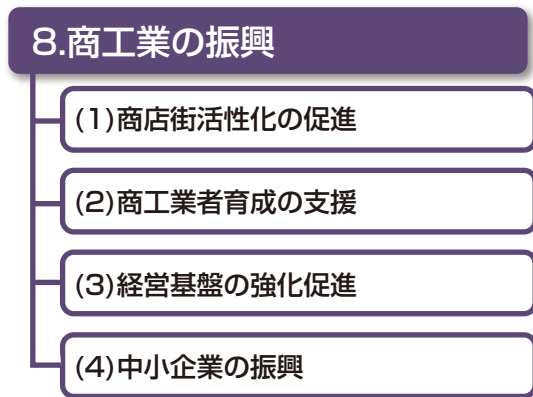 8.商工業の振興
(1)商店街活性化の促進
(2)商工業者育成の支援
(3)経営基盤の強化促進
(4)中小企業の振興